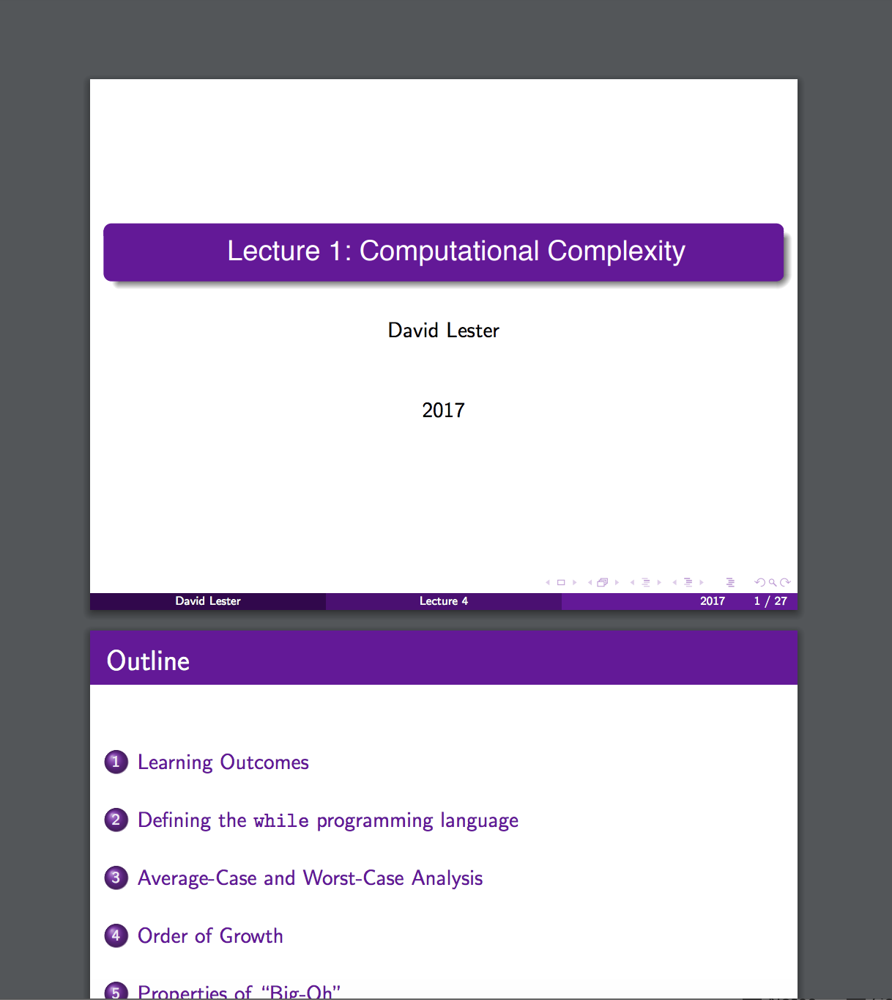 Lecture 1: Computational Complexity
David Lester
2017
David Lester Lecture 4 2017 1 / 27
Outline
1 Learning Outcomes
2 Defining the while programming language
3 Average-Case and Worst-Case Analysis
4 Order of Growth
5 Properties of “Big-Oh”